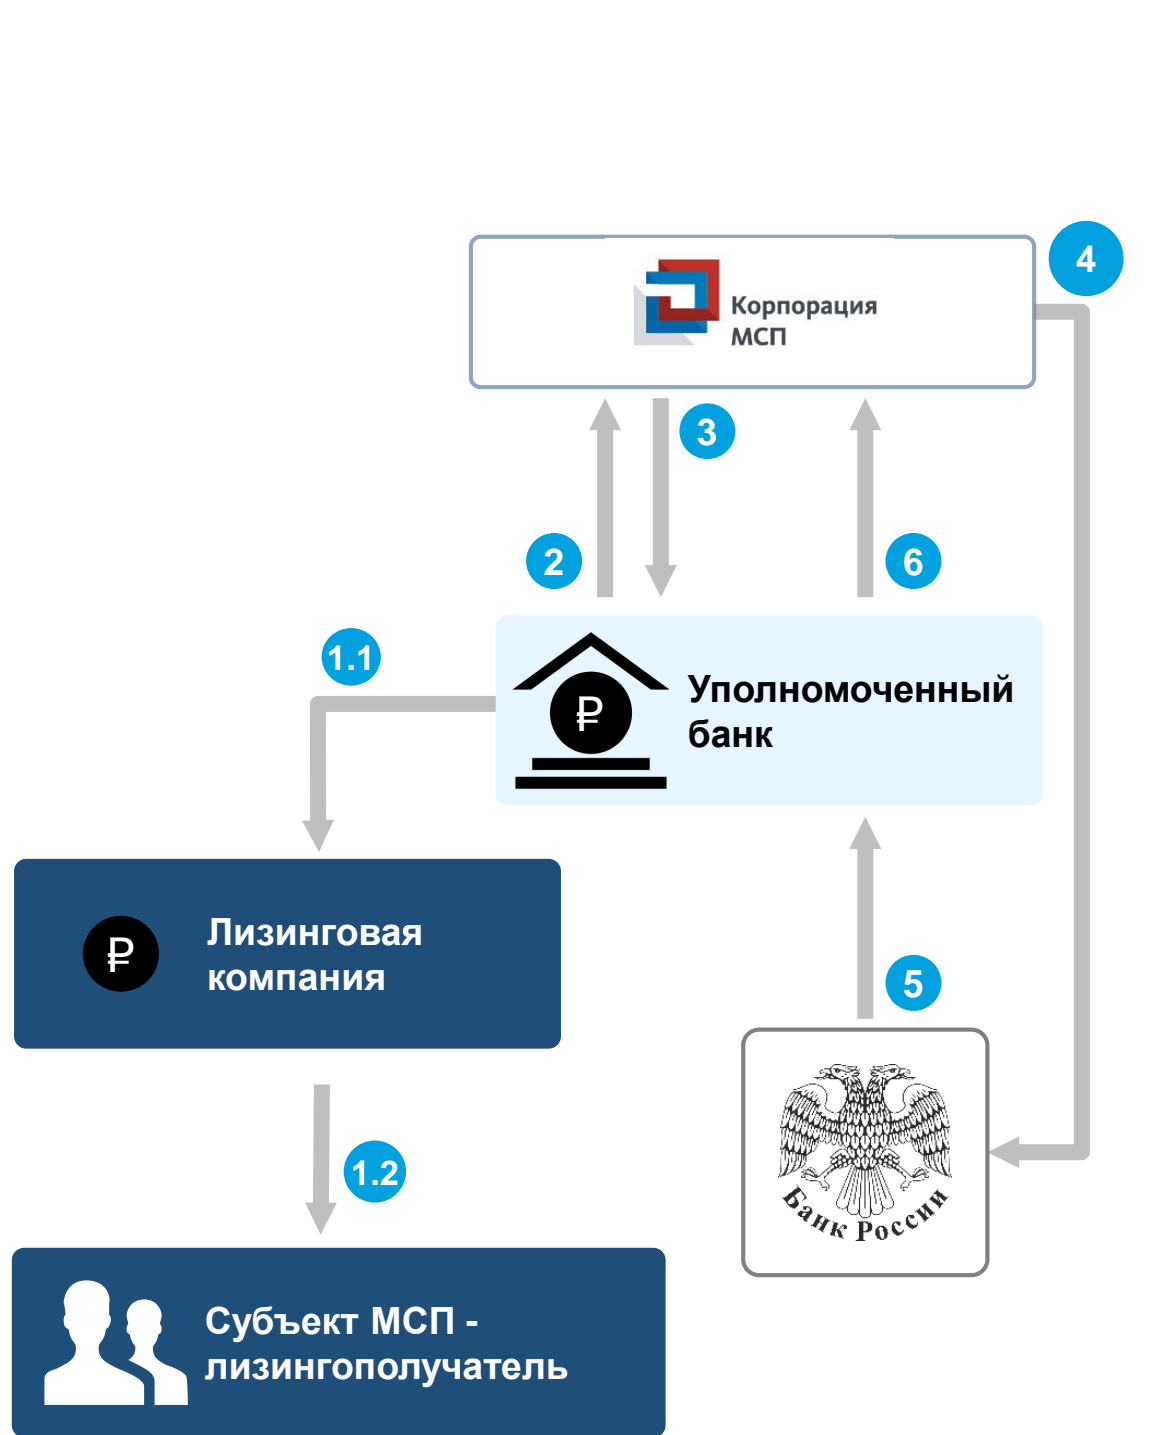 4
Корпорация
МСП
3
2
6
1.1
₽
Уполномоченный
банк
₽
Лизинговая
компания
5
1.2
Банк России
Субъект МСП -
лизингополучатель